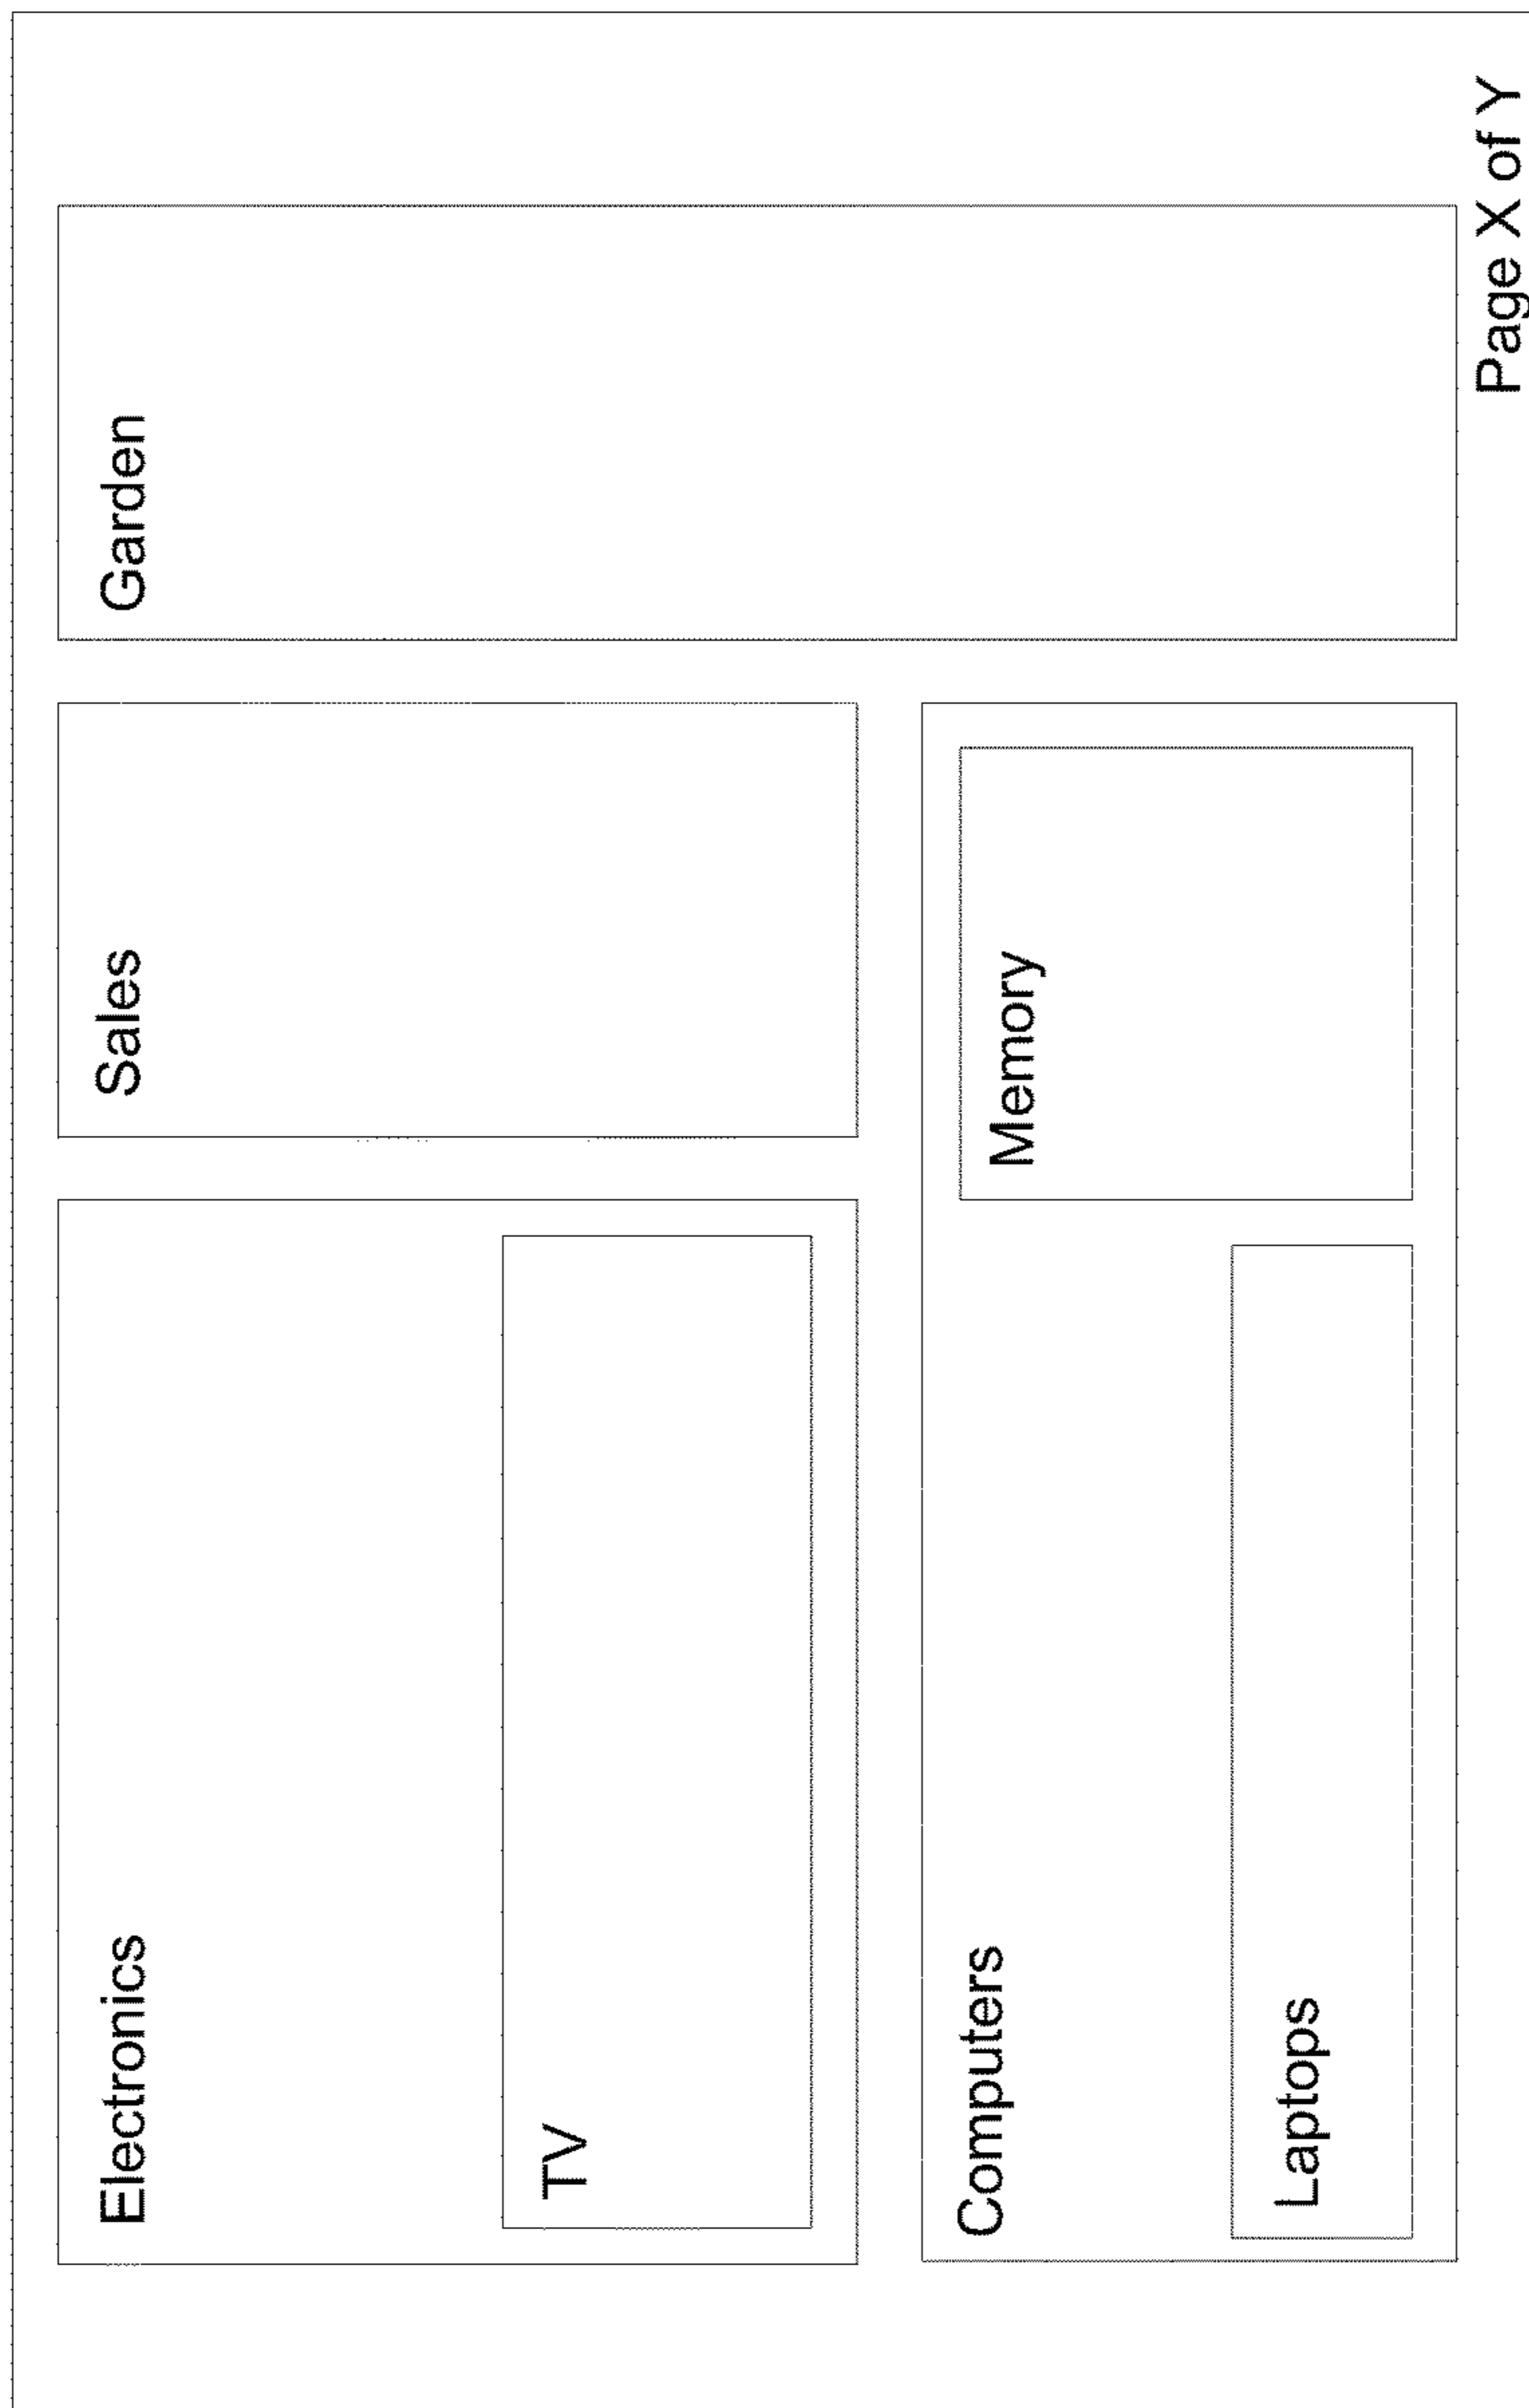 Electronics
TV
Sales
Garden
Computers
Laptops
Memory
Page X of Y